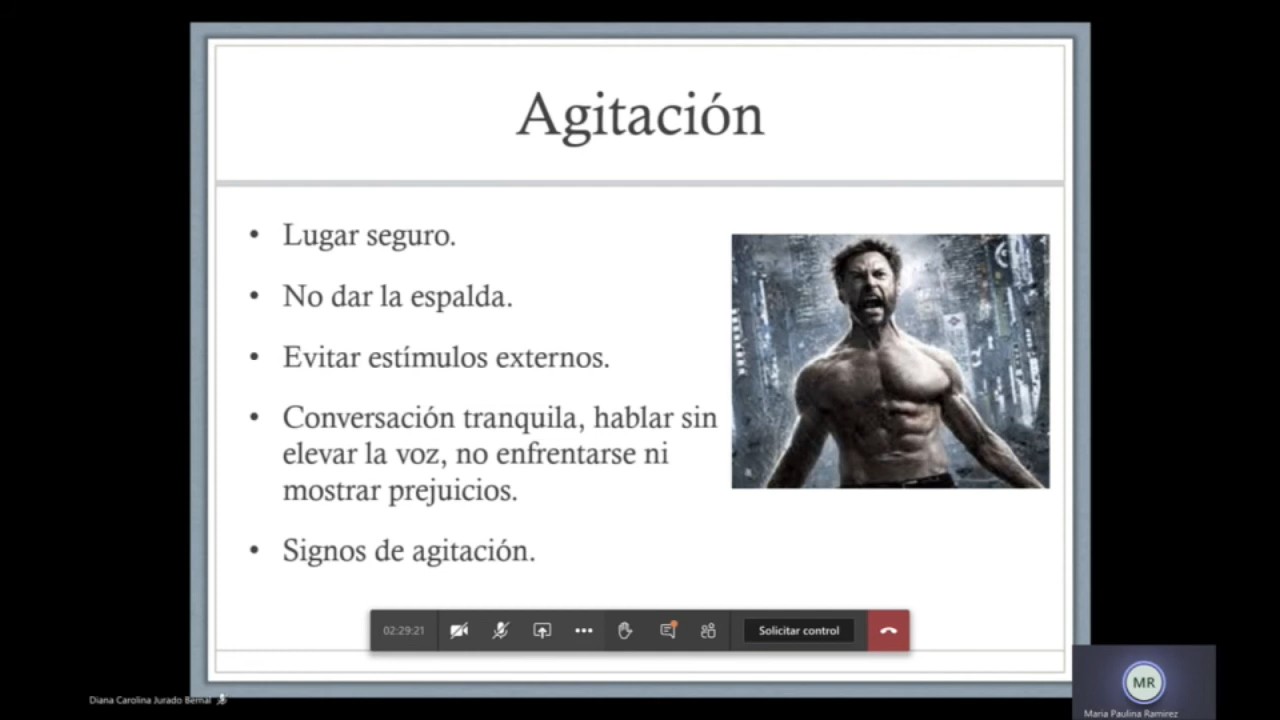 Agitación
• Lugar seguro.
• No dar la espalda.
• Evitar estímulos externos.
• Conversación tranquila, hablar sin
elevar la voz, no enfrentarse ni
mostrar prejuicios.
• Signos de agitación.
02:29:21
Solicitar control
MR
Diana Carolina Jurado Bernal
Maria Paulina Ramirez